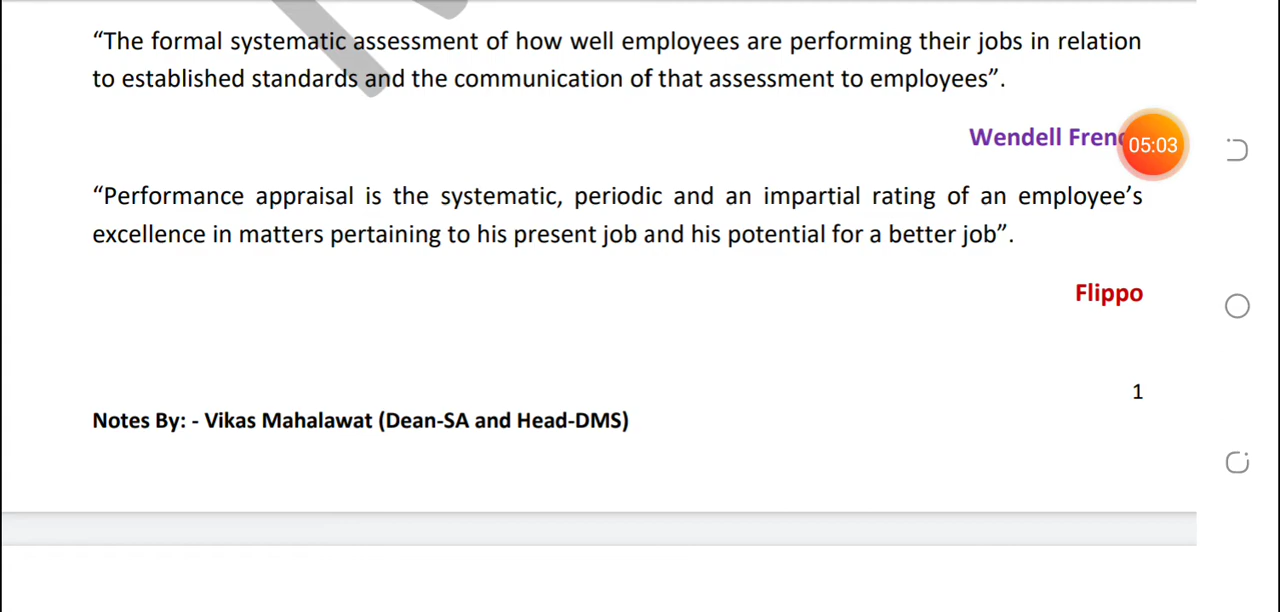 “The formal systematic assessment of how well employees are performing their jobs in relation
to established standards and the communication of that assessment to employees”.
Wendell
05:03
“Performance appraisal is the systematic, periodic and an impartial rating of an employee’s
excellence in matters pertaining to his present job and his potential for a better job”.
Flippo
1
Notes By: - Vikas Mahalawat (Dean-SA and Head-DMS)